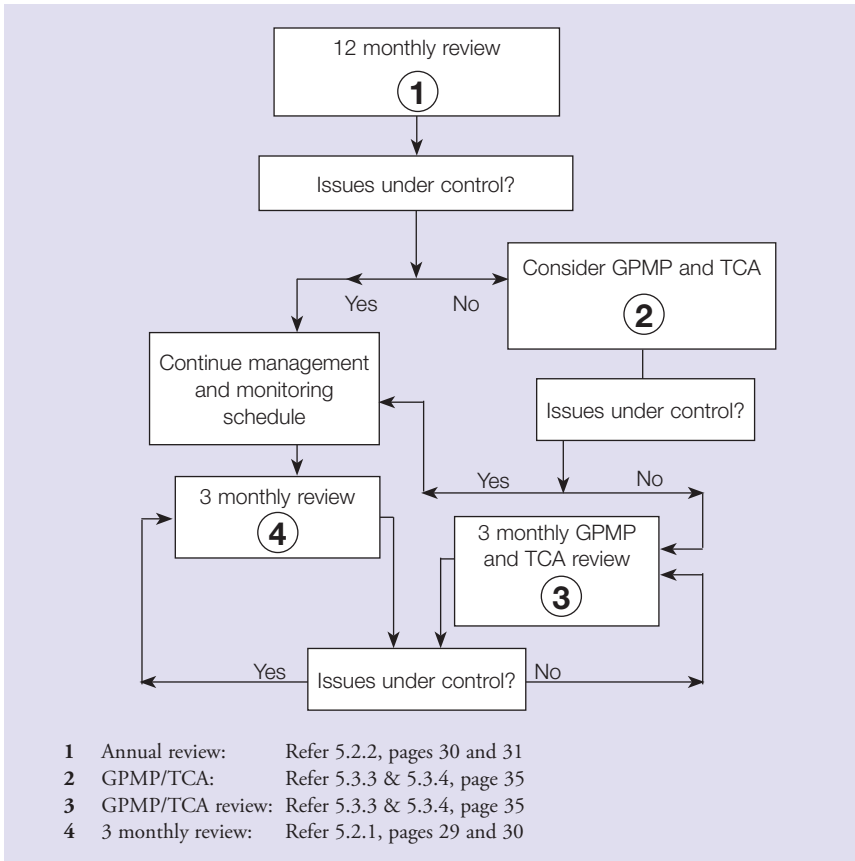 12 monthly review
1
Issues under control?
Consider GPMP and TCA
2
Yes No
Continue management
and monitoring
schedule
Issues under control?
Yes No
3 monthly review
4
3 monthly GPMP
and TCA review
3
Yes Issues under control? No
1 Annual review: Refer 5.2.2, pages 30 and 31
2 GPMP/TCA: Refer 5.3.3 & 5.3.4, page 35
3 GPMP/TCA review: Refer 5.3.3 & 5.3.4, page 35
4 3 monthly review: Refer 5.2.1, pages 29 and 30